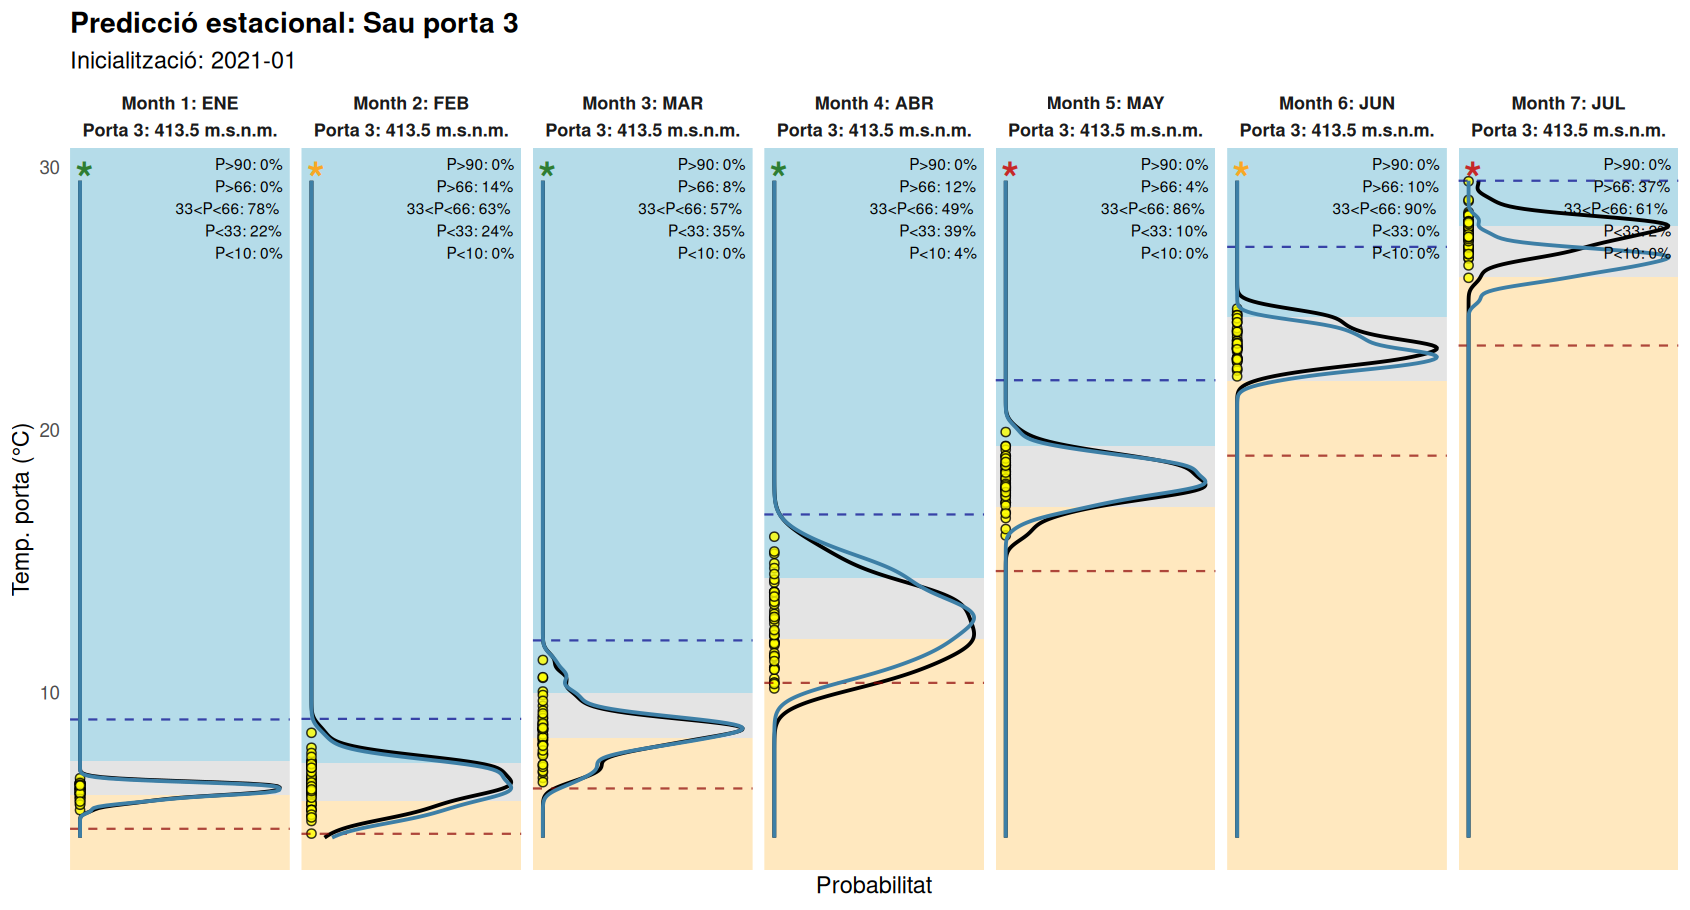 Predicció estacional: Sau porta 3
Inicialització: 2021-01
Month 1: ENE
Porta 3: 413.5 m.s.n.m.
Month 2: FEB
Porta 3: 413.5 m.s.n.m.
Month 3: MAR
Porta 3: 413.5 m.s.n.m.
Month 4: ABR
Porta 3: 413.5 m.s.n.m.
Month 5: MAY
Porta 3: 413.5 m.s.n.m.
Month 6: JUN
Porta 3: 413.5 m.s.n.m.
Month 7: JUL
Porta 3: 413.5 m.s.n.m.
*
P>90: 0%
P>66: 0%
33<P<66: 78%
P<33: 22%
P<10: 0%
*
P>90: 0%
P>66: 14%
33<P<66: 63%
P<33: 24%
P<10: 0%
*
P>90: 0%
P>66: 8%
33<P<66: 57%
P<33: 35%
P<10: 0%
*
P>90: 0%
P>66: 12%
33<P<66: 49%
P<33: 39%
P<10: 4%
*
P>90: 0%
P>66: 4%
33<P<66: 86%
P<33: 10%
P<10: 0%
*
P>90: 0%
P>66: 10%
33<P<66: 90%
P<33: 0%
P<10: 0%
*
P>90: 0%
P>66: 37%
33<P<66: 61%
P<33: 2%
P<10: 0%
30
20
10
Temp. porta (°C)
Probabilitat